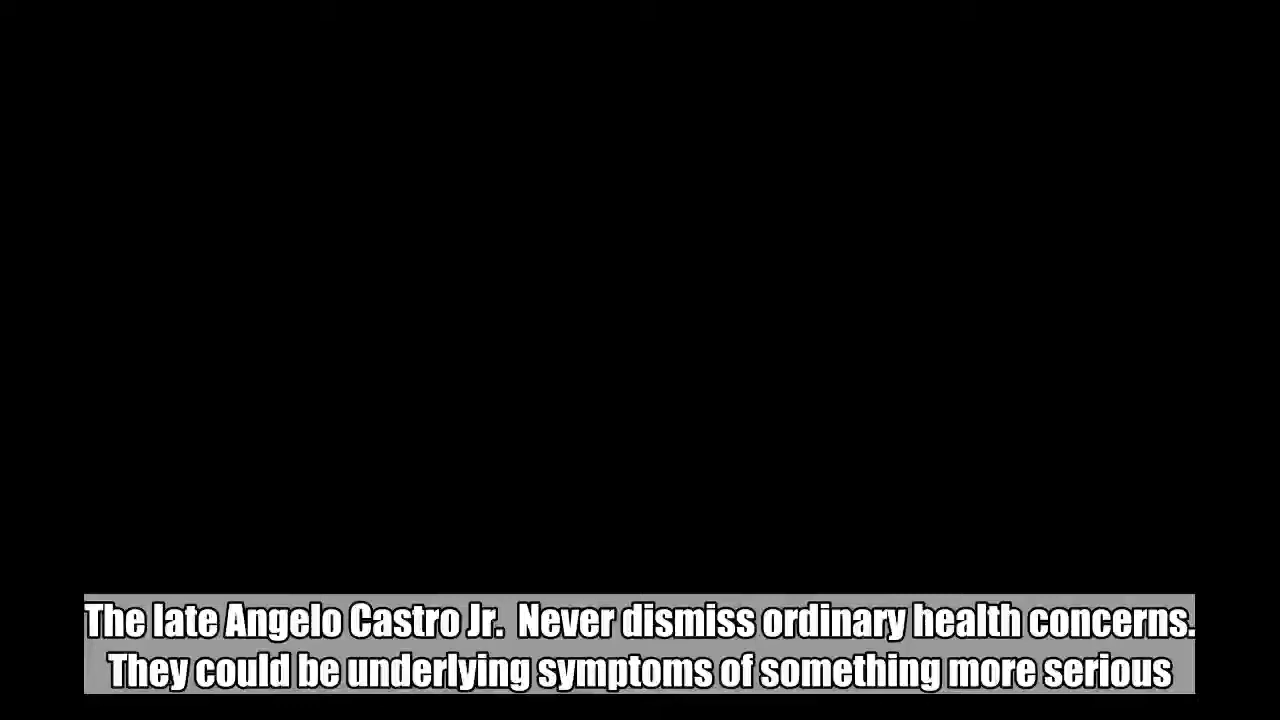 The late Angelo Castro Jr.  Never dismiss ordinary health concerns.
They could be underlying symptoms of something more serious